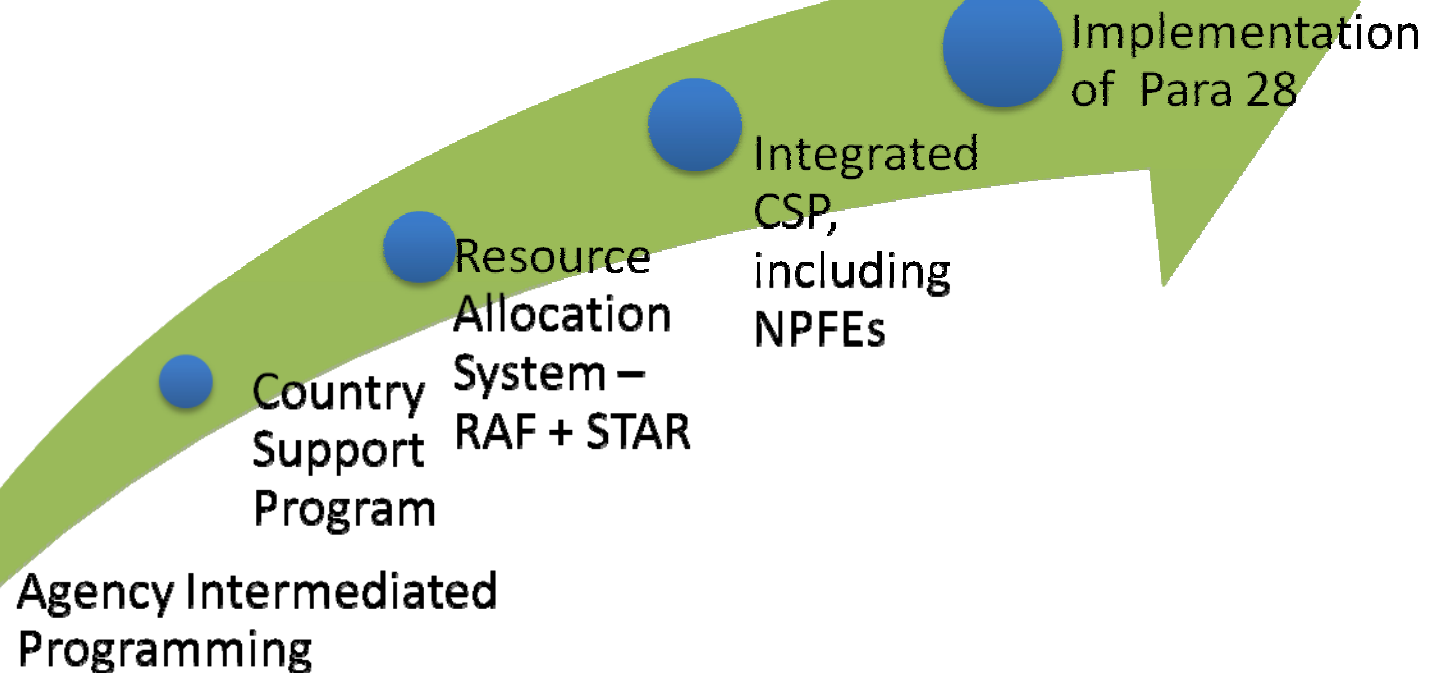 Implementation
of Para 28
Integrated
CSP,
including
NPFEs
Resource
Allocation
System –
RAF + STAR
Country
Support
Program
Agency Intermediated
Programming